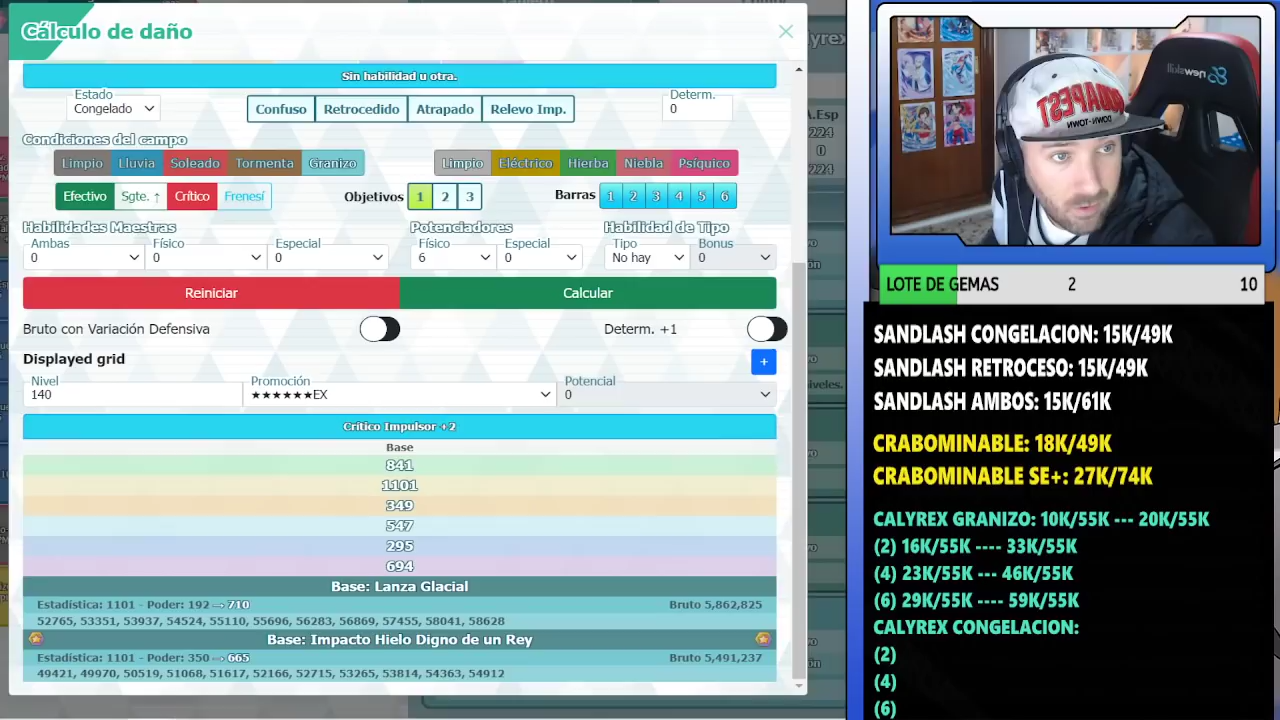 Cálculo de daño
Sin habilidad u otra.
Estado
Congelado
Confuso
Retrocedido
Atrapado
Relevo Imp.
Determ.
0
Condiciones del campo
Limpio
Lluvia
Soleado
Tormenta
Granizo
Limpio
Eléctrico
Hierba
Niebla
Psíquico
Efectivo
Sgte. ↑
Crítico
Frenesí
Objetivos
1
2
3
Barras
1
2
3
4
5
6
Habilidades Maestras
Potenciadores
Habilidad de Tipo
Ambas
0
Físico
0
Especial
0
Físico
6
Especial
0
Tipo
No hay
Bonus
0
Reiniciar
Calcular
Bruto con Variación Defensiva
Determ. +1
Displayed grid
+
Nivel
140
Promoción
★★★★★★EX
Potencial
0
Crítico Impulsor +2
Base
841
1101
349
547
295
694
Base: Lanza Glacial
Estadística: 1101 - Poder: 192 → 710
Bruto 5,862,825
52765, 53351, 53937, 54524, 55110, 55696, 56283, 56869, 57455, 58041, 58628
Base: Impacto Hielo Digno de un Rey
Estadística: 1101 - Poder: 350 → 665
Bruto 5,491,237
49421, 49970, 50519, 51068, 51617, 52166, 52715, 53265, 53814, 54363, 54912
yrex
.Esp
224
0
224
niveles.
newskill
BUDAPEST
DOWN-TOWN
LOTE DE GEMAS
2
10
SANDLASH CONGELACION: 15K/49K
SANDLASH RETROCESO: 15K/49K
SANDLASH AMBOS: 15K/61K
CRABOMINABLE: 18K/49K
CRABOMINABLE SE+: 27K/74K
CALYREX GRANIZO: 10K/55K --- 20K/55K
(2) 16K/55K ---- 33K/55K
(4) 23K/55K --- 46K/55K
(6) 29K/55K ---- 59K/55K
CALYREX CONGELACION:
(2)
(4)
(6)